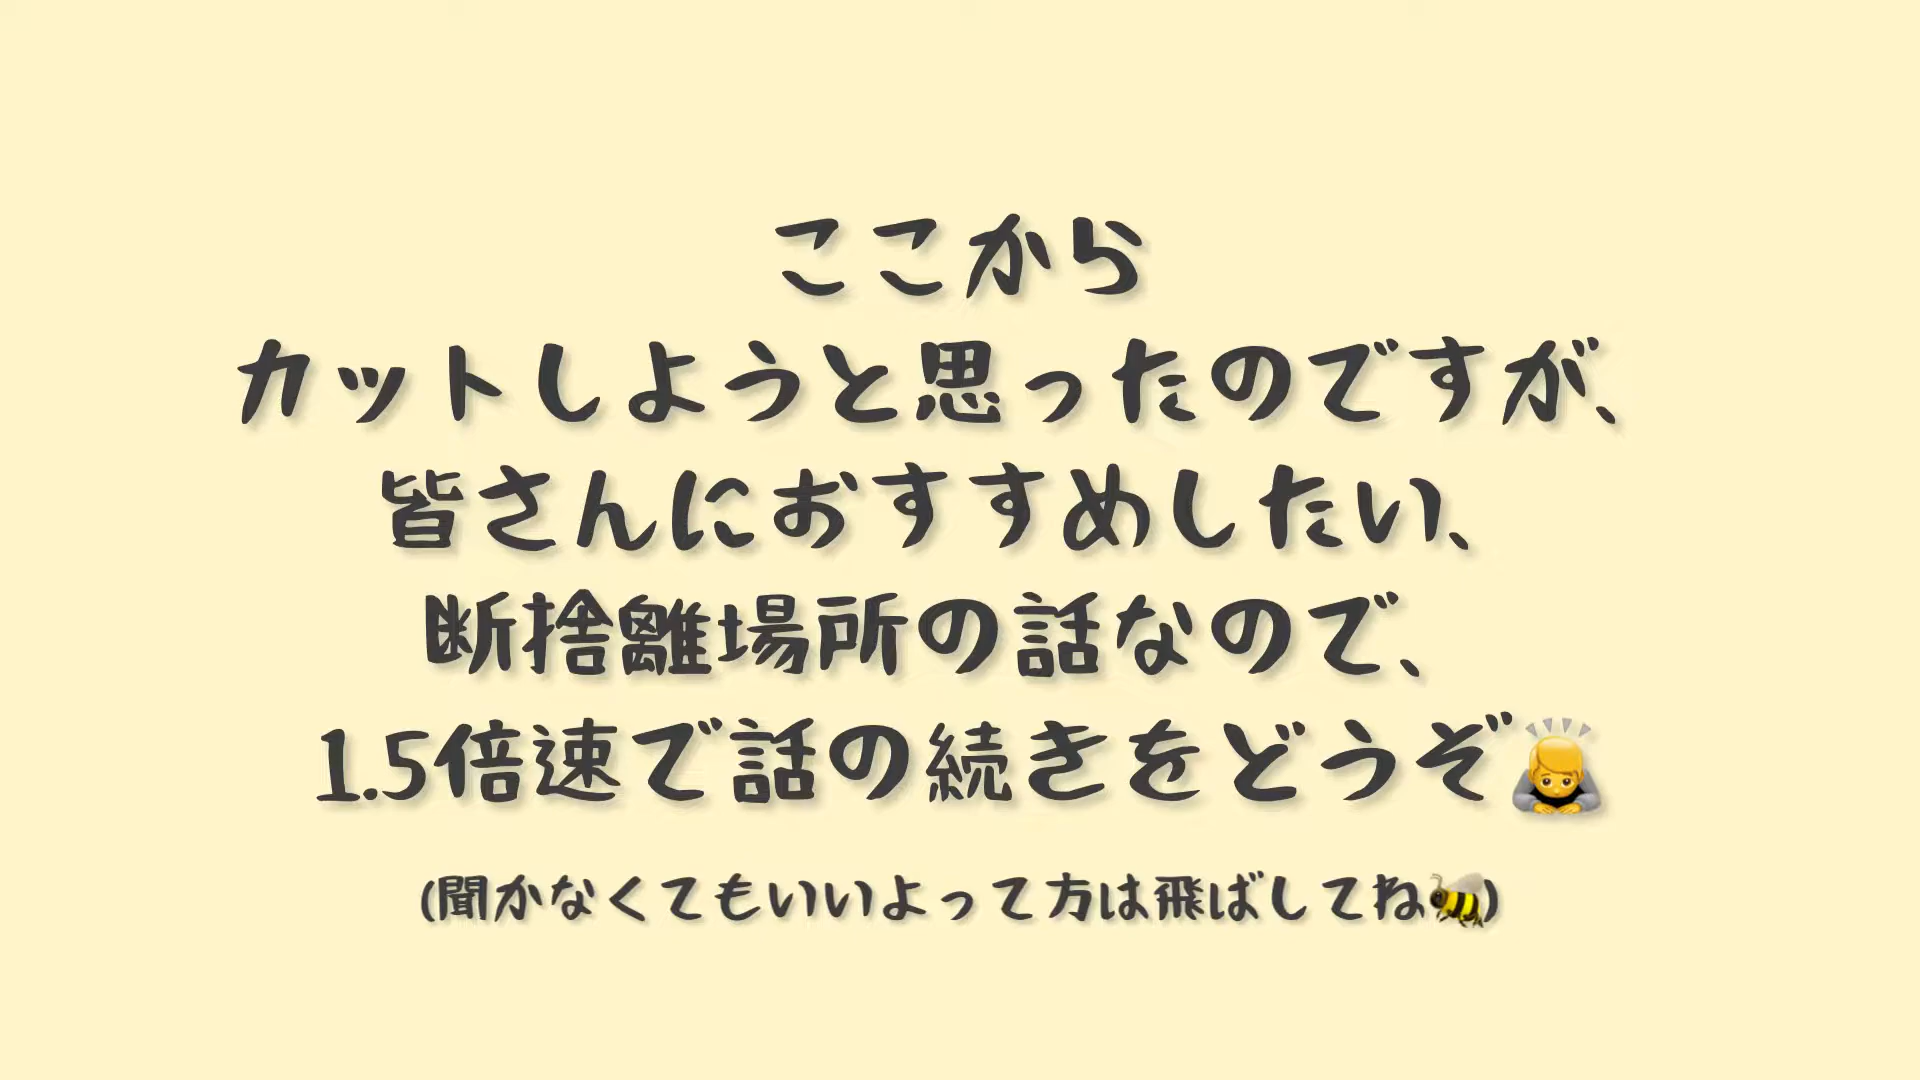 ここから
カットしようと思ったのですが、
皆さんにおすすめしたい、
断捨離場所の話なので、
1.5倍速で話の続きをどうぞ🙇
(聞かなくてもいいよって方は飛ばしてね🐝)